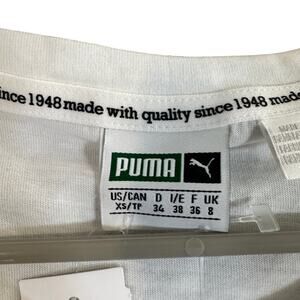 ince 1948 made with quality since 1948 made
PUMA
US/CAN D I/E F UK
XS/TP 34 38 36 8